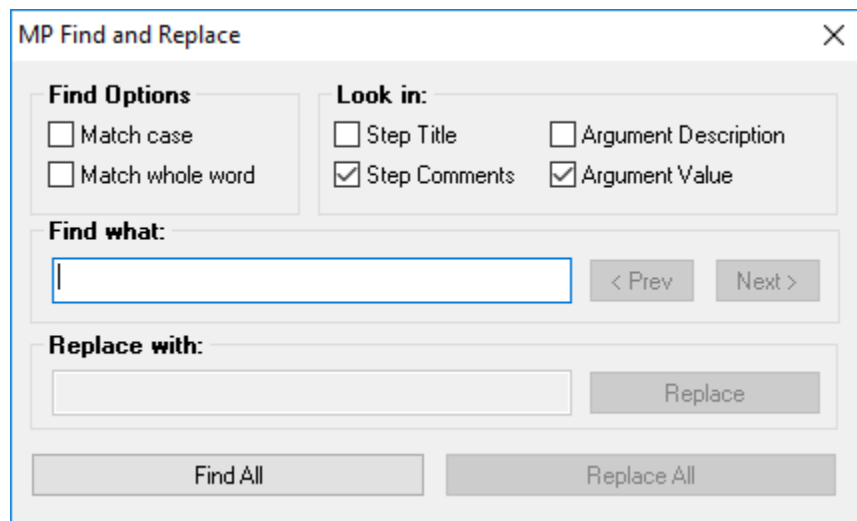 MP Find and Replace
Find Options
Match case
Match whole word
Look in:
Step Title
Argument Description
Step Comments
Argument Value
Find what:
< Prev
Next >
Replace with:
Replace
Find All
Replace All